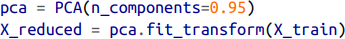 pca = PCA(n_components=0.95)
X_reduced = pca.fit_transform(X_train)